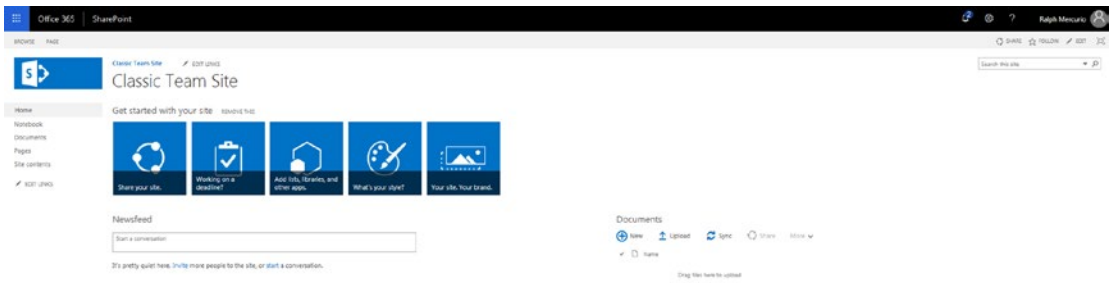 Office 365 SharePoint 2 ? Ralph Mercurio
BROWSE PAGE SHARE FOLLOW EDIT
S
Classic Team Site EDIT LINKS
Classic Team Site
Search this site
Home
Notebook
Documents
Pages
Site contents
EDIT LINKS
Get started with your site REMOVE THIS
Share your site.
Working on a
deadline?
Add lists, libraries, and
other apps.
What's your style?
Your site. Your brand.
Newsfeed
Start a conversation
It's pretty quiet here. Invite more people to the site, or start a conversation.
Documents
New Upload Sync Share More
Name
Drag files here to upload